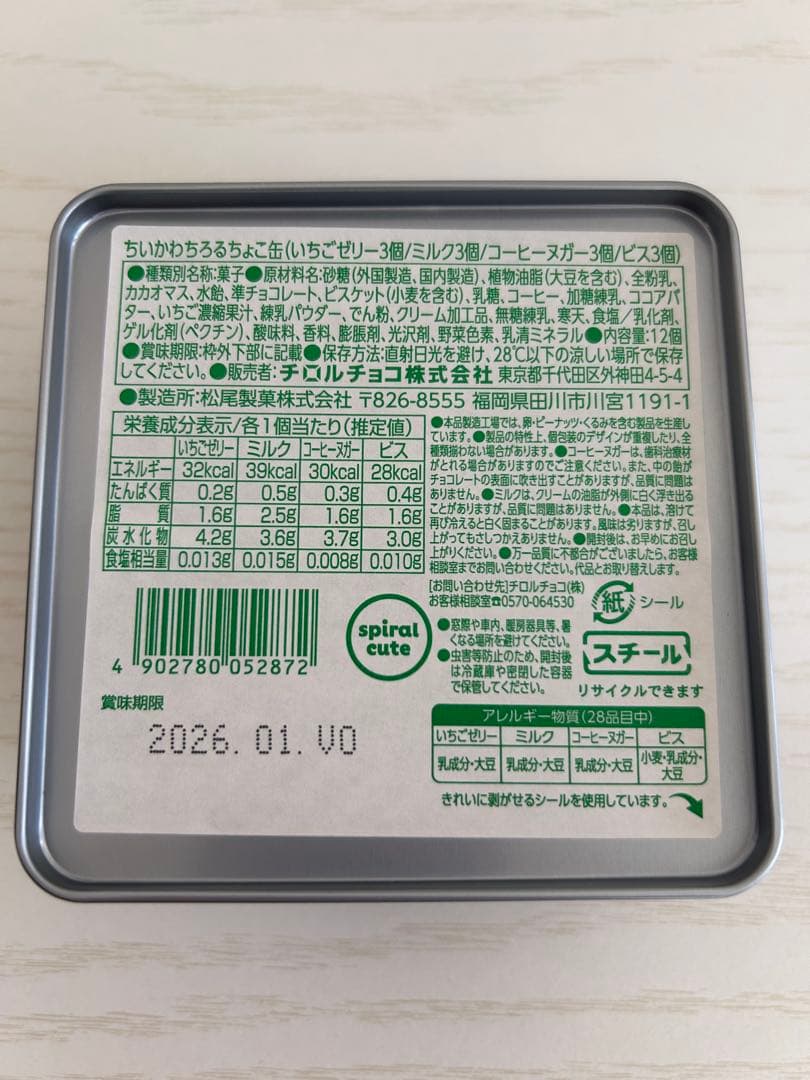 ちいかわちろるちょこ缶(いちごゼリー3個/ミルク3個/コーヒーヌガー3個/ビス3個)
●種類別名称:菓子●原材料名:砂糖(外国製造、国内製造)、植物油脂(大豆を含む)、全粉乳、
カカオマス、水飴、準チョコレート、ビスケット(小麦を含む)、乳糖、コーヒー、加糖練乳、ココアバ
ター、いちご濃縮果汁、練乳パウダー、でん粉、クリーム加工品、無糖練乳、寒天、食塩/乳化剤、
ゲル化剤(ペクチン)、酸味料、香料、膨脹剤、光沢剤、野菜色素、乳清ミネラル●内容量:12個
●賞味期限:枠外下部に記載●保存方法:直射日光を避け、28℃以下の涼しい場所で保存
してください。●販売者:チロルチョコ株式会社 東京都千代田区外神田4-5-4
●製造所:松尾製菓株式会社 〒826-8555 福岡県田川市川宮1191-1
栄養成分表示/各1個当たり(推定値)
いちごゼリー ミルク コーヒーヌガー ビス
エネルギー 32kcal 39kcal 30kcal 28kcal
たんぱく質 0.2g 0.5g 0.3g 0.4g
脂質 1.6g 2.5g 1.6g 1.6g
炭水化物 4.2g 3.6g 3.7g 3.0g
食塩相当量 0.013g 0.015g 0.008g 0.010g
●本品製造工場では、卵・ピーナッツ・くるみを含む製品を生産し
ています。●製品の特性上、個包装のデザインが重複したり、全
種類揃わない場合があります。●コーヒーヌガーは、歯科治療材
がとれる場合がありますのでご注意ください。また、中の飴が
チョコレートの表面に吹き出すことがありますが、品質に問題は
ありません。●ミルクは、クリームの油脂が外側に白く浮き出る
ことがありますが、品質に問題はありません。●本品は、溶けて
再び冷えると白く固まることがあります。風味は劣りますが、召し
上がってもさしつかえありません。●開封後は、お早めにお召し
上がりください。●万一品質に不都合がございましたら、お客様
相談室までお問い合わせください。代品とお取り替えします。
[お問い合わせ先]チロルチョコ(株)
お客様相談室☎0570-064530
紙 シール
●窓際や車内、暖房器具等、暑
くなる場所を避けてください。
●虫害等防止のため、開封後
は冷蔵庫や密閉した容器
で保管してください。
スチール
リサイクルできます
spiral
cute
4 902780 052872
賞味期限
2026.01.VO
アレルギー物質(28品目中)
いちごゼリー ミルク コーヒーヌガー ビス
乳成分・大豆 乳成分・大豆 乳成分・大豆 小麦・乳成分・
大豆
きれいに剥がせるシールを使用しています。